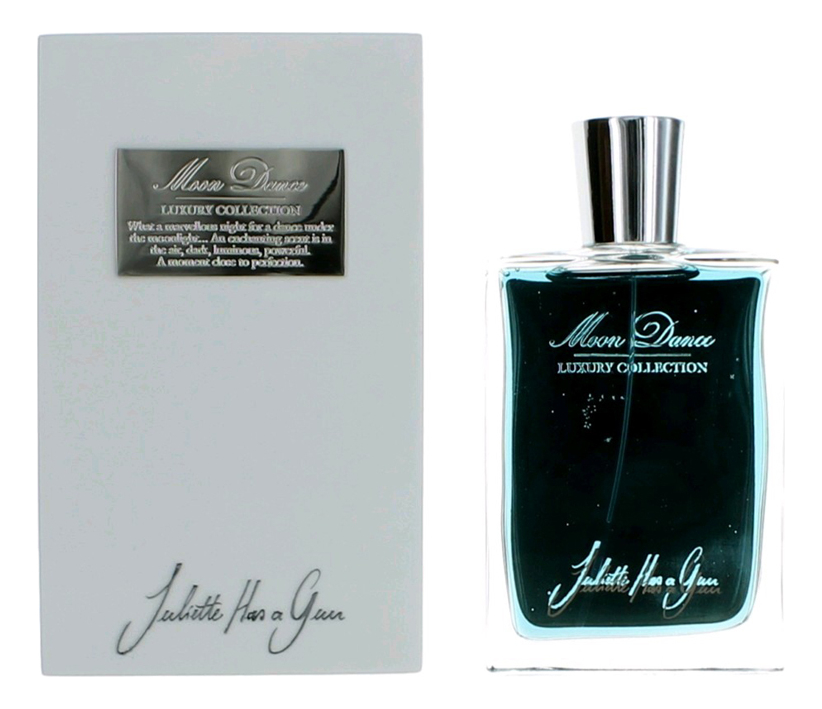 Moon Dance
LUXURY COLLECTION
What a marvellous night for a dance under
the moonlight... An enchanting scent is in
the air, dark, luminous, powerful.
A moment close to perfection.
Juliette Has a Gun
Moon Dance
LUXURY COLLECTION
Juliette Has a Gun